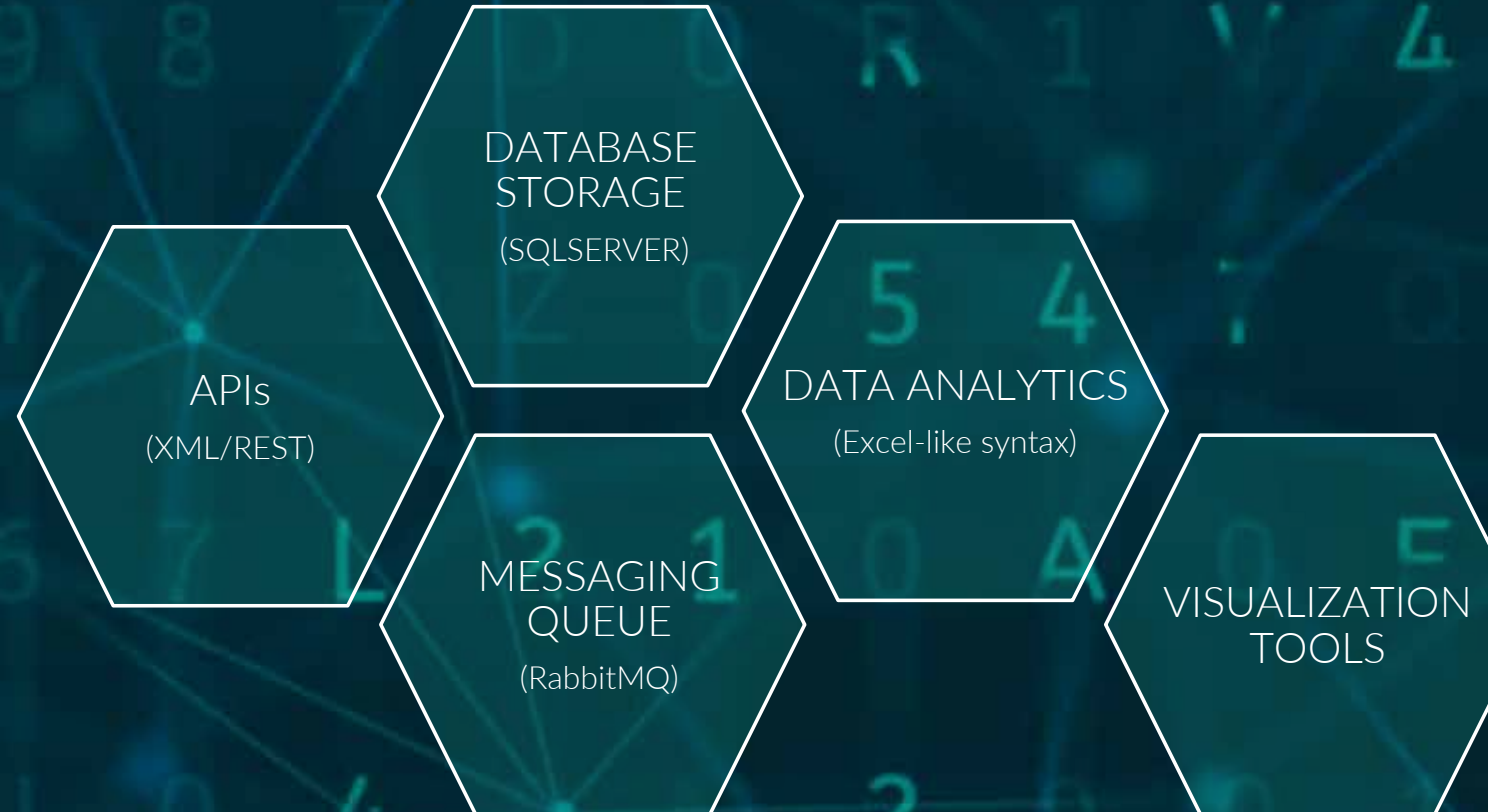 DATABASE
STORAGE
(SQLSERVER)
APIs
(XML/REST)
DATA ANALYTICS
(Excel-like syntax)
MESSAGING
QUEUE
(RabbitMQ)
VISUALIZATION
TOOLS